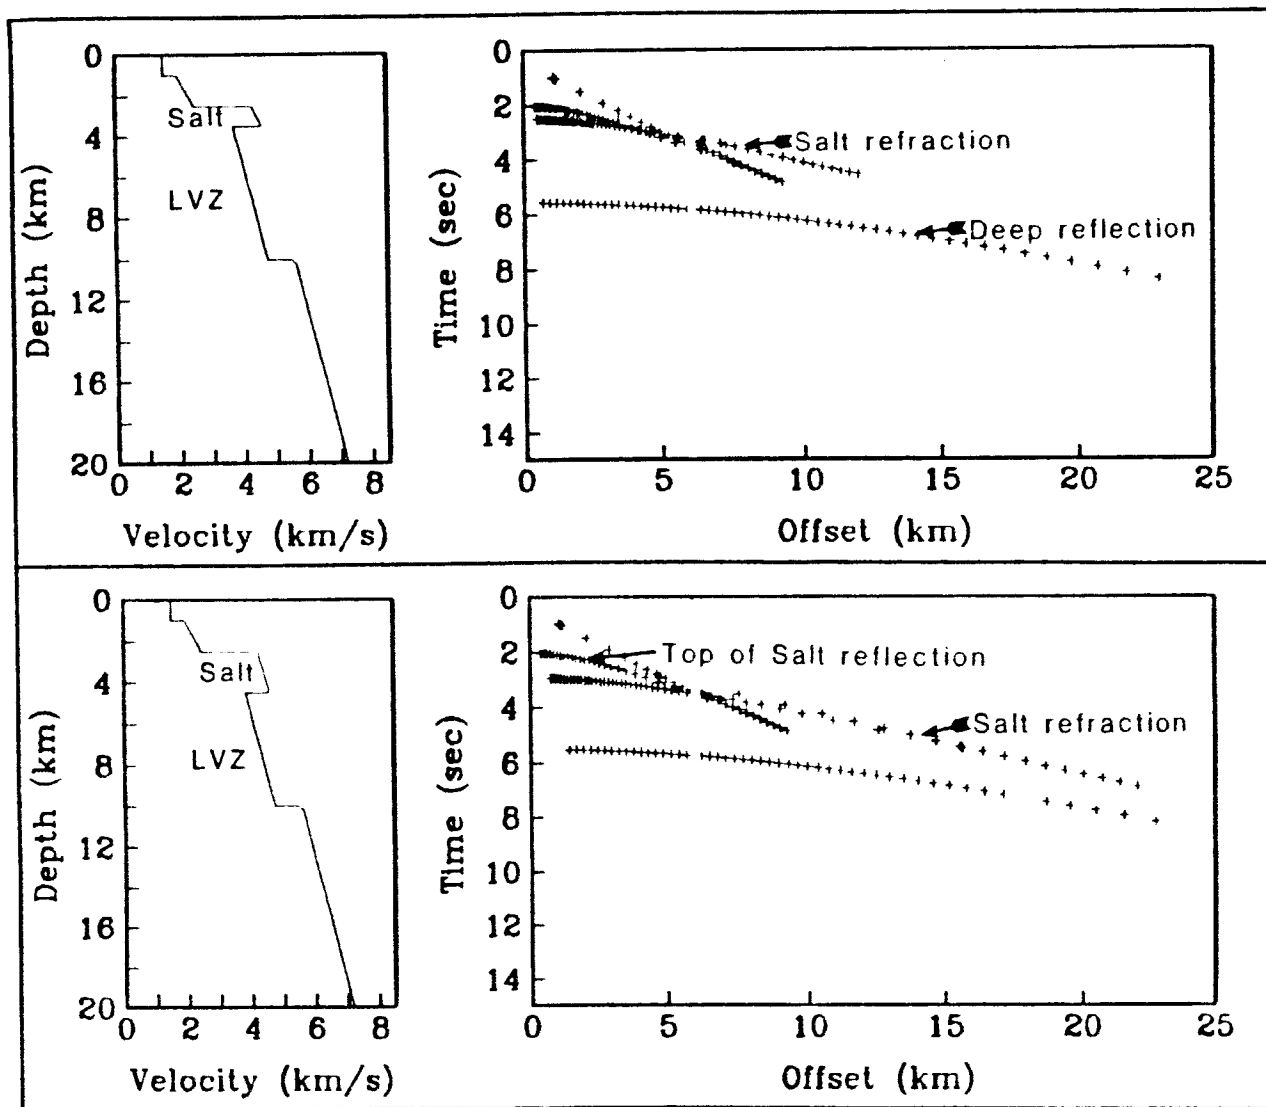 0
4
8
12
16
20
Depth (km)
Salt
LVZ
0 2 4 6 8
Velocity (km/s)
0
2
4
6
8
10
12
14
Time (sec)
Salt refraction
Deep reflection
0 5 10 15 20 25
Offset (km)
0
4
8
12
16
20
Depth (km)
Salt
LVZ
0 2 4 6 8
Velocity (km/s)
0
2
4
6
8
10
12
14
Time (sec)
Top of Salt reflection
Salt refraction
0 5 10 15 20 25
Offset (km)